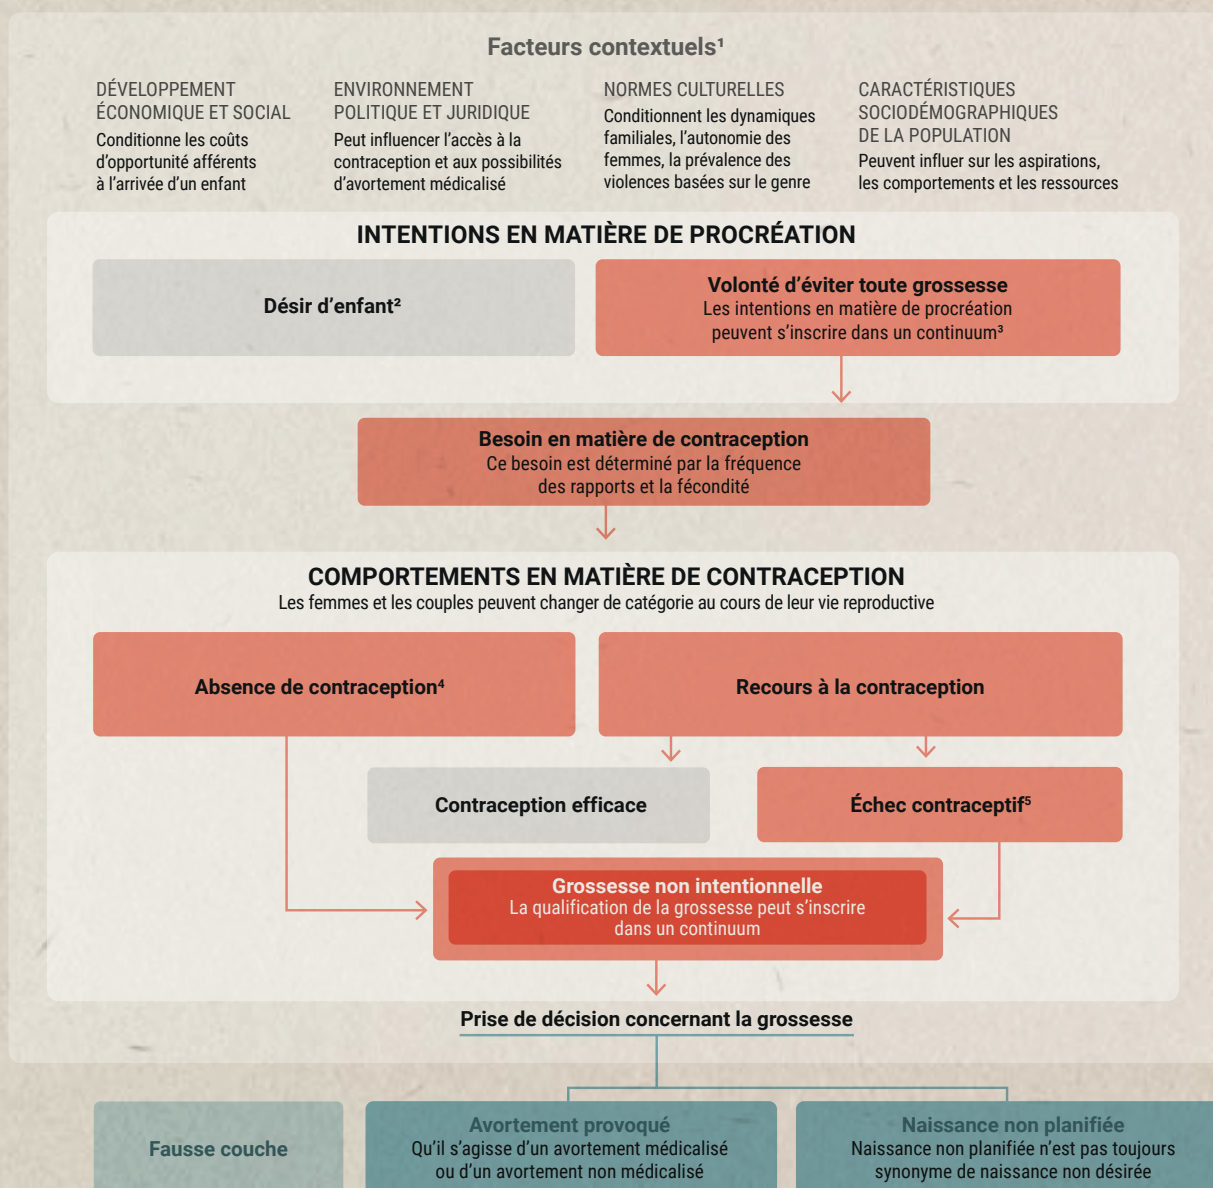 Facteurs contextuels¹
DÉVELOPPEMENT
ÉCONOMIQUE ET SOCIAL
Conditionne les coûts
d’opportunité afférents
à l’arrivée d’un enfant
ENVIRONNEMENT
POLITIQUE ET JURIDIQUE
Peut influencer l’accès à la
contraception et aux possibilités
d’avortement médicalisé
NORMES CULTURELLES
Conditionnent les dynamiques
familiales, l’autonomie des
femmes, la prévalence des
violences basées sur le genre
CARACTÉRISTIQUES
SOCIODÉMOGRAPHIQUES
DE LA POPULATION
Peuvent influer sur les aspirations,
les comportements et les ressources
INTENTIONS EN MATIÈRE DE PROCRÉATION
Désir d’enfant²
Volonté d’éviter toute grossesse
Les intentions en matière de procréation
peuvent s’inscrire dans un continuum³
Besoin en matière de contraception
Ce besoin est déterminé par la fréquence
des rapports et la fécondité
COMPORTEMENTS EN MATIÈRE DE CONTRACEPTION
Les femmes et les couples peuvent changer de catégorie au cours de leur vie reproductive
Absence de contraception⁴
Recours à la contraception
Contraception efficace
Échec contraceptif⁵
Grossesse non intentionnelle
La qualification de la grossesse peut s’inscrire
dans un continuum
Prise de décision concernant la grossesse
Fausse couche
Avortement provoqué
Qu’il s’agisse d’un avortement médicalisé
ou d’un avortement non médicalisé
Naissance non planifiée
Naissance non planifiée n’est pas toujours
synonyme de naissance non désirée